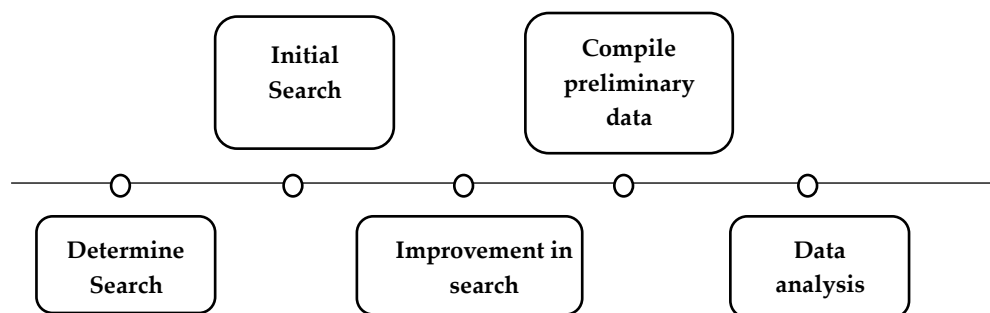 Initial
Search
Compile
preliminary
data
Determine
Search
Improvement in
search
Data
analysis